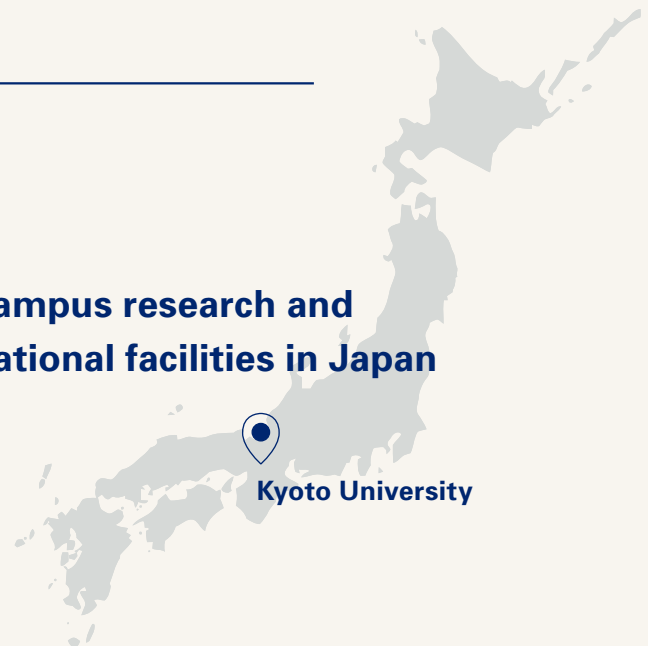 ampus research and
ational facilities in Japan
Kyoto University